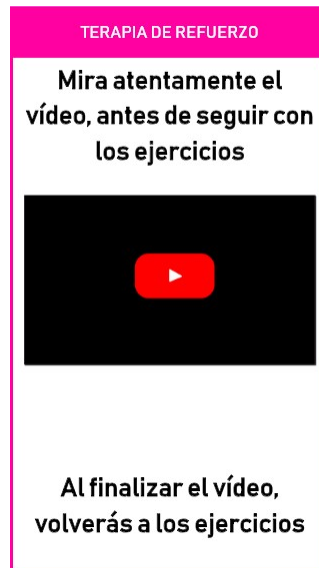 TERAPIA DE REFUERZO
Mira atentamente el
vídeo, antes de seguir con
los ejercicios
Al finalizar el vídeo,
volverás a los ejercicios